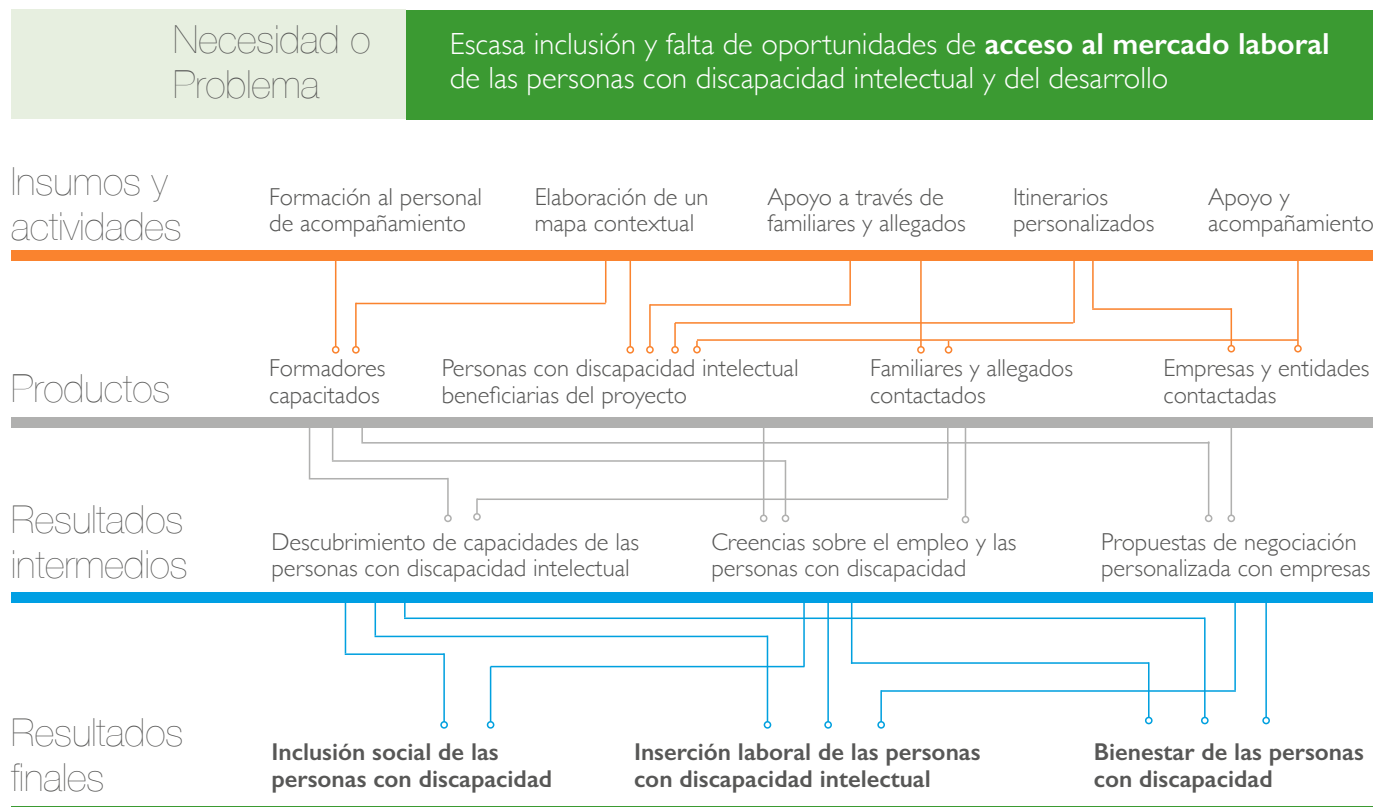 Necesidad o
Problema
Escasa inclusión y falta de oportunidades de acceso al mercado laboral
de las personas con discapacidad intelectual y del desarrollo
Insumos y
actividades
Formación al personal
de acompañamiento
Elaboración de un
mapa contextual
Apoyo a través de
familiares y allegados
Itinerarios
personalizados
Apoyo y
acompañamiento
Productos
Formadores
capacitados
Personas con discapacidad intelectual
beneficiarias del proyecto
Familiares y allegados
contactados
Empresas y entidades
contactadas
Resultados
intermedios
Descubrimiento de capacidades de las
personas con discapacidad intelectual
Creencias sobre el empleo y las
personas con discapacidad
Propuestas de negociación
personalizada con empresas
Resultados
finales
Inclusión social de las
personas con discapacidad
Inserción laboral de las personas
con discapacidad intelectual
Bienestar de las personas
con discapacidad